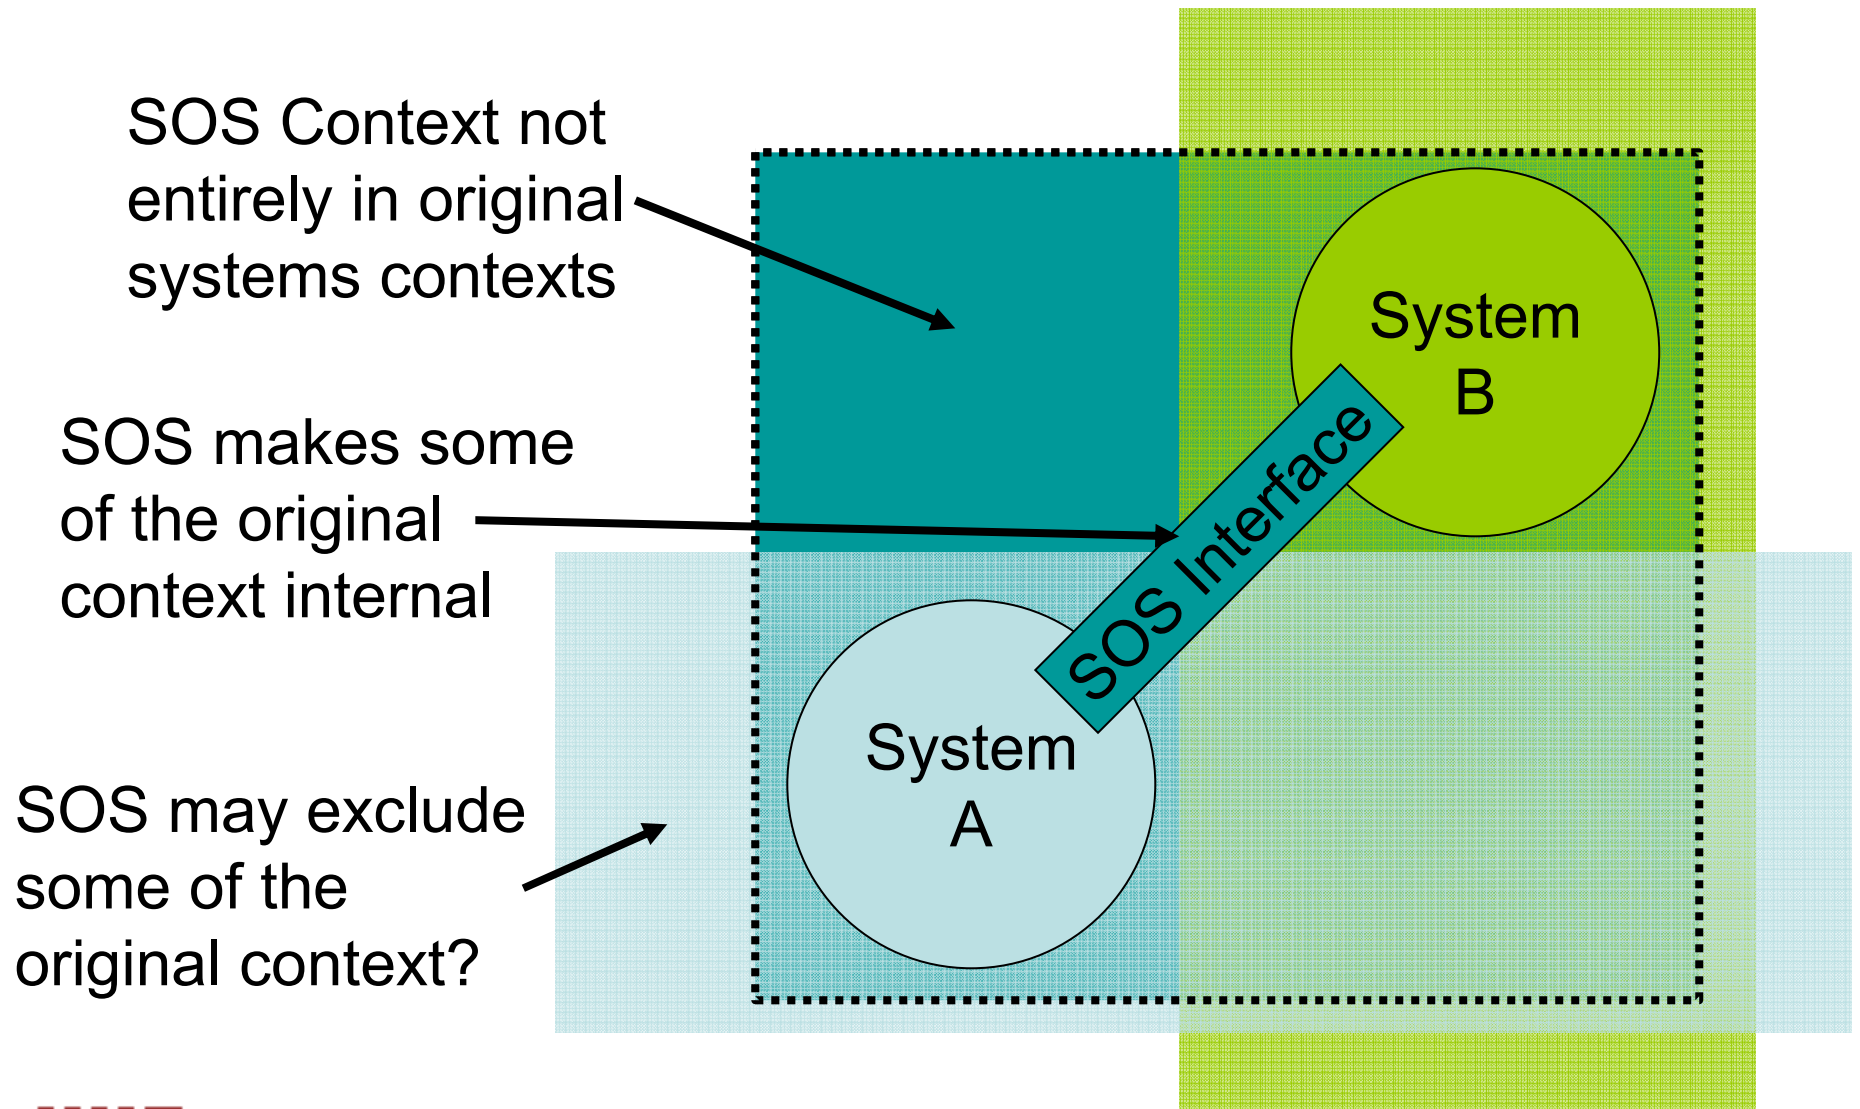 SOS Context not
entirely in original
systems contexts
SOS makes some
of the original
context internal
SOS may exclude
some of the
original context?
System
B
SOS Interface
System
A